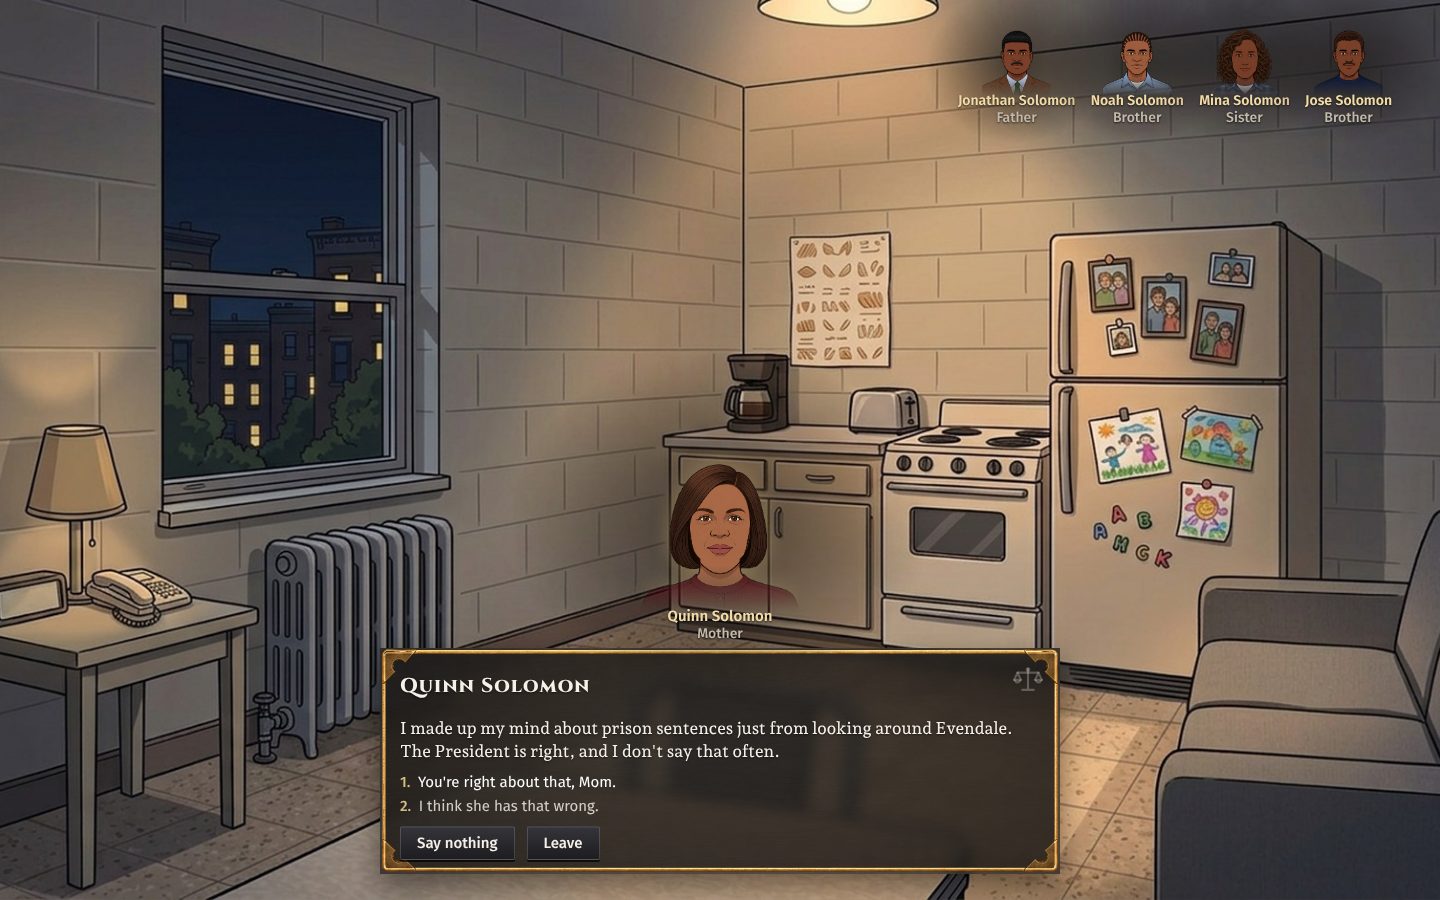 Jonathan Solomon
Father
Noah Solomon
Brother
Mina Solomon
Sister
Jose Solomon
Brother
A A B H G C K
Quinn Solomon
Mother
Quinn Solomon
I made up my mind about prison sentences just from looking around Evendale.
The President is right, and I don't say that often.
1. You're right about that, Mom.
2. I think she has that wrong.
Say nothing
Leave